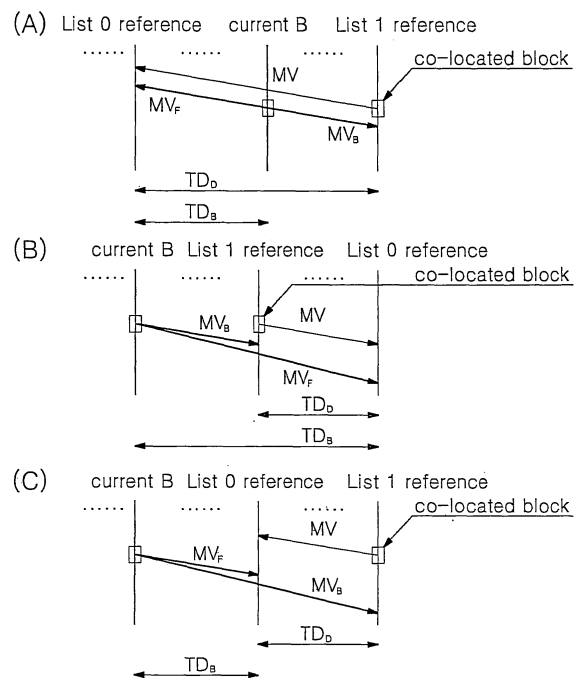 (A) List 0 reference current B List 1 reference
...... ...... ......
co-located block
MV
MV_F
MV_B
TD_D
TD_B
(B) current B List 1 reference List 0 reference
...... ...... ......
co-located block
MV_B
MV
MV_F
TD_D
TD_B
(C) current B List 0 reference List 1 reference
...... ...... ......
co-located block
MV
MV_F
MV_B
TD_D
TD_B